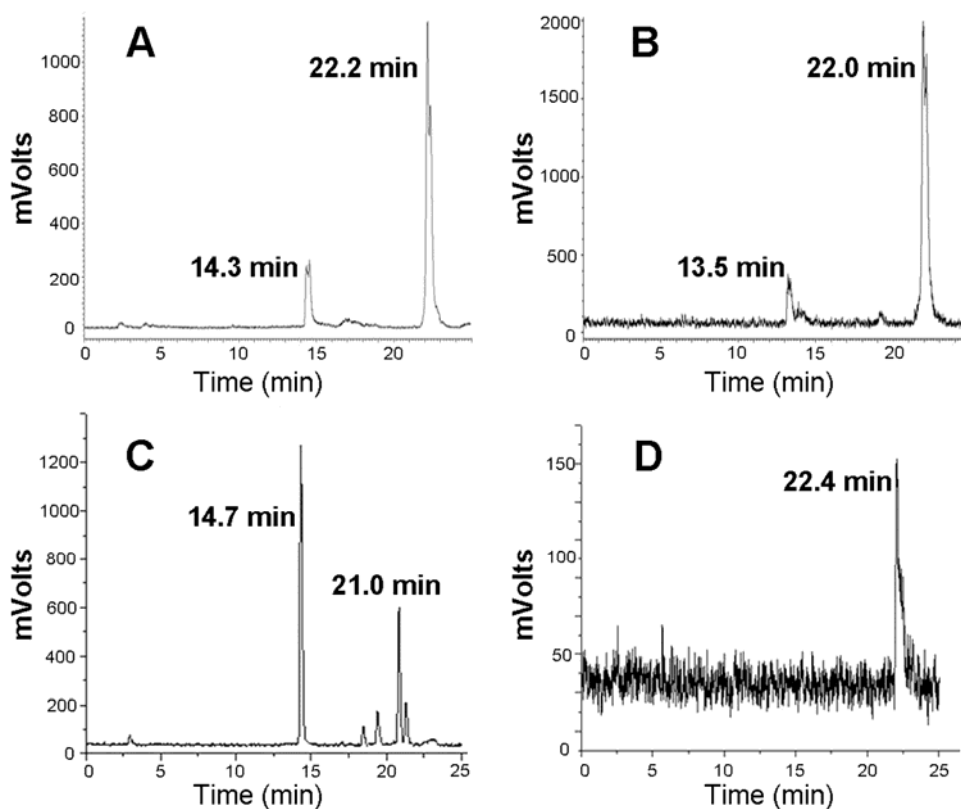 A
22.2 min
14.3 min
mVolts
1000
800
600
400
200
0
0 5 10 15 20
Time (min)
B
22.0 min
13.5 min
mVolts
2000
1500
1000
500
0
0 5 10 15 20
Time (min)
C
14.7 min
21.0 min
mVolts
1200
1000
800
600
400
200
0
0 5 10 15 20 25
Time (min)
D
22.4 min
mVolts
150
100
50
0
0 5 10 15 20 25
Time (min)